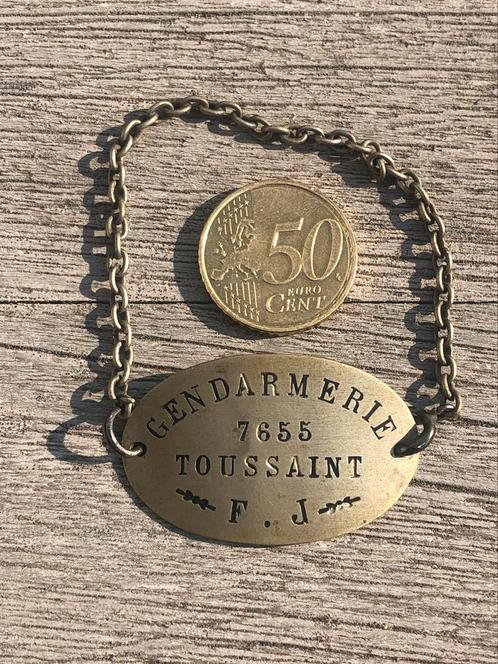 50
EURO
CENT
GENDARMERIE
7655
TOUSSAINT
F. J